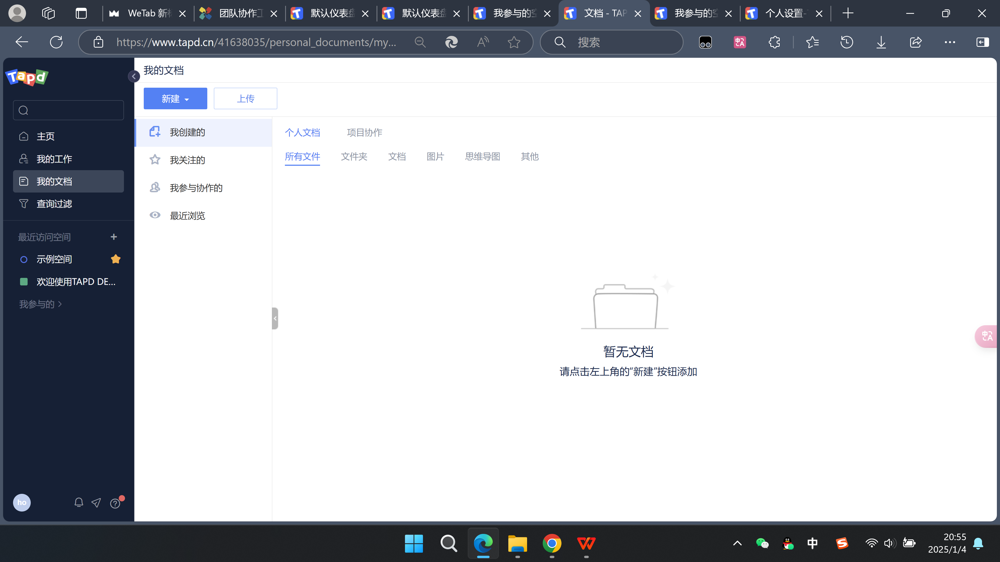 WeTab 新标
团队协作工
默认仪表盘
默认仪表盘
我参与的空
文档 - TAP
我参与的空
个人设置-
https://www.tapd.cn/41638035/personal_documents/my...
搜索
Tapd
主页
我的工作
我的文档
查询过滤
最近访问空间
示例空间
欢迎使用TAPD DE...
我参与的
ho
我的文档
新建
上传
我创建的
我关注的
我参与协作的
最近浏览
个人文档 项目协作
所有文件 文件夹 文档 图片 思维导图 其他
暂无文档
请点击左上角的“新建”按钮添加
中
20:55
2025/1/4